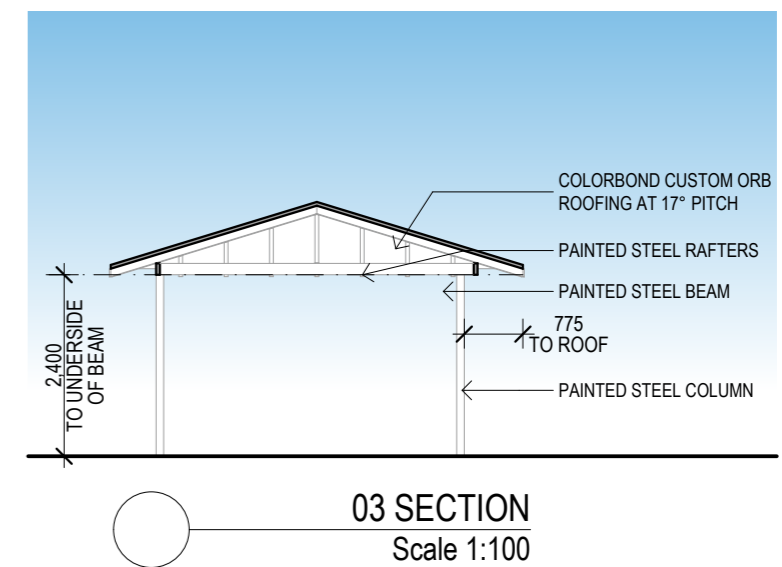 COLORBOND CUSTOM ORB
ROOFING AT 17° PITCH
PAINTED STEEL RAFTERS
PAINTED STEEL BEAM
775
TO ROOF
2,400
TO UNDERSIDE
OF BEAM
PAINTED STEEL COLUMN
03 SECTION
Scale 1:100